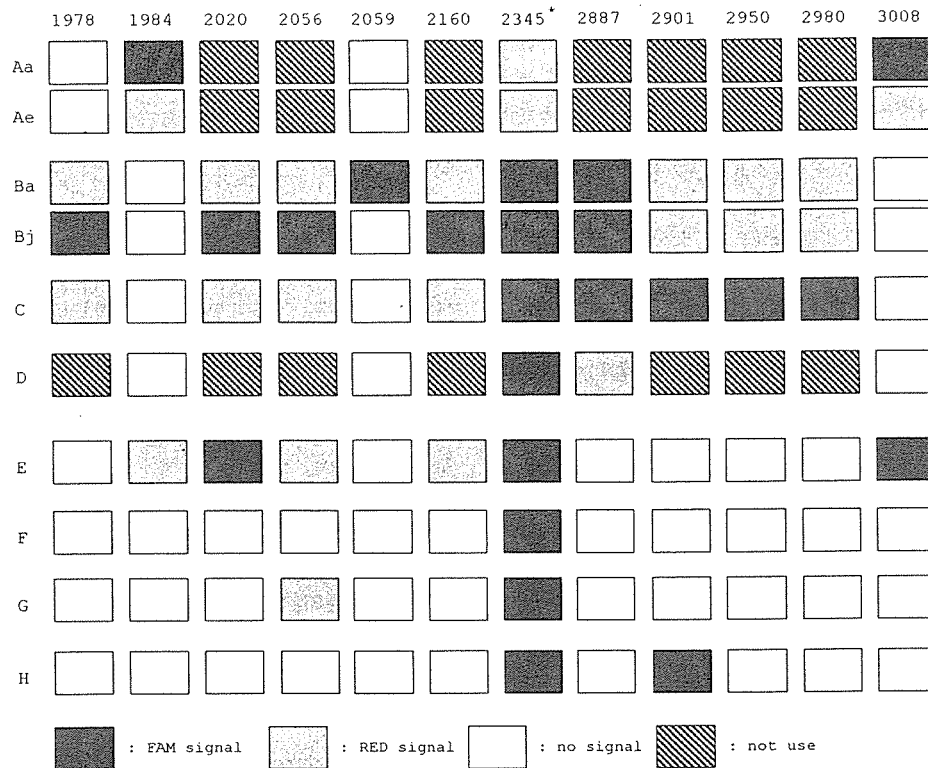 1978 1984 2020 2056 2059 2160 2345* 2887 2901 2950 2980 3008
Aa
Ae
Ba
Bj
C
D
E
F
G
H
: FAM signal : RED signal : no signal : not use